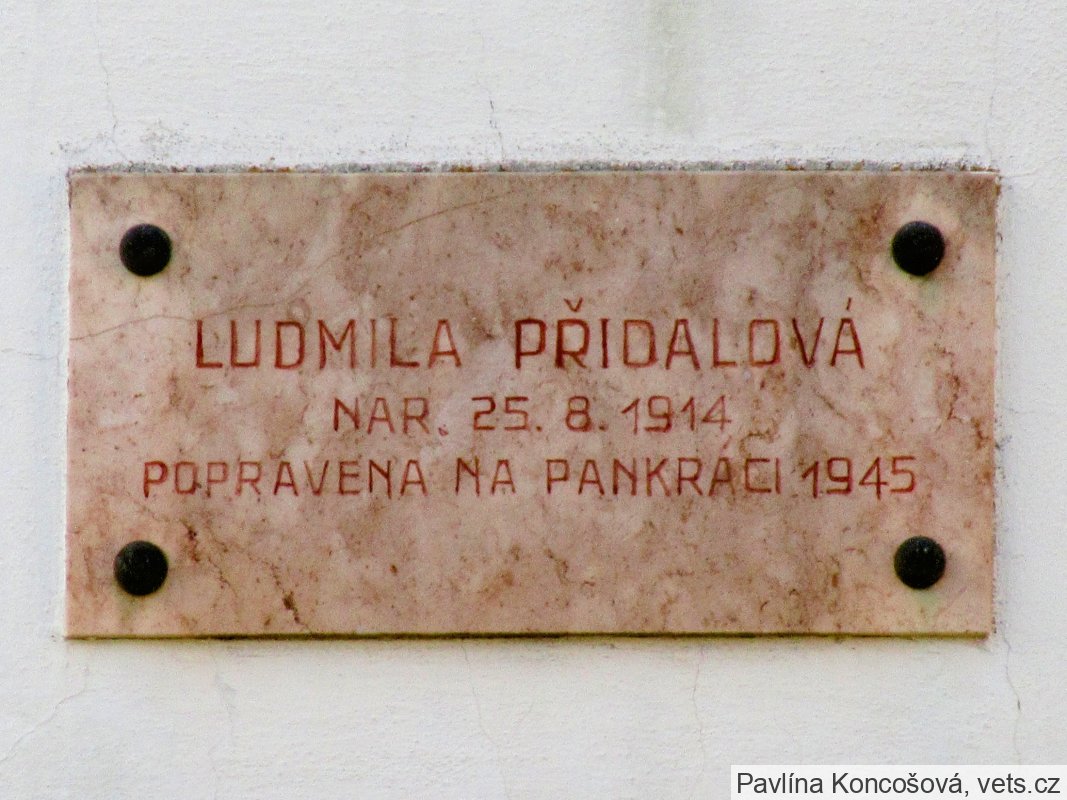 LUDMILA PŘIDALOVÁ
NAR. 25. 8. 1914
POPRAVENA NA PANKRÁCI 1945
Pavlína Koncošová, vets.cz